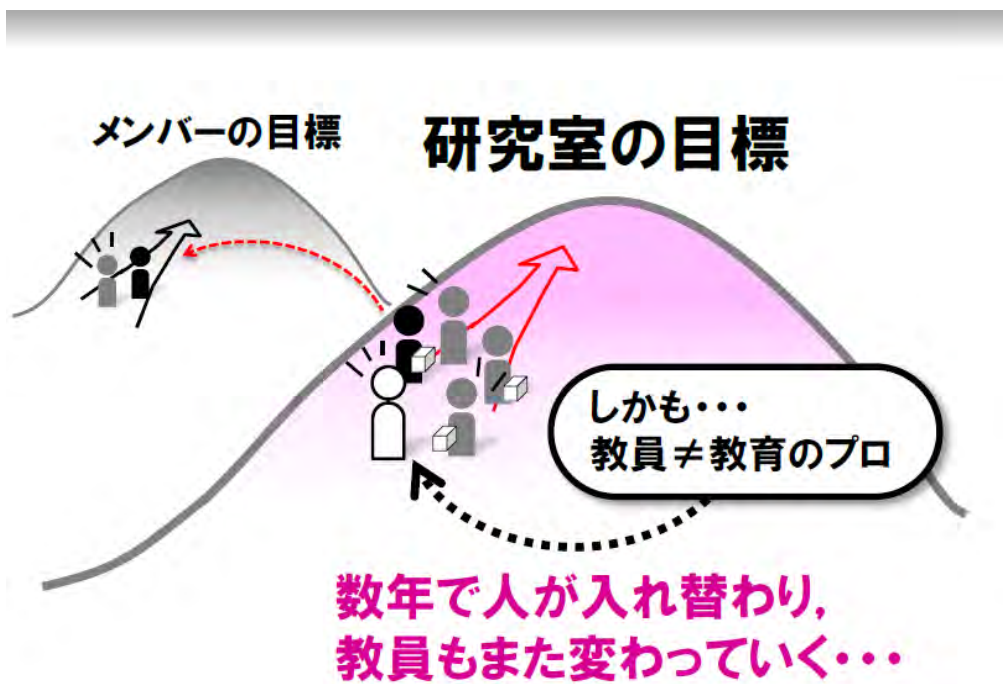 メンバーの目標
研究室の目標
しかも・・・
教員≠教育のプロ
数年で人が入れ替わり,
教員もまた変わっていく・・・